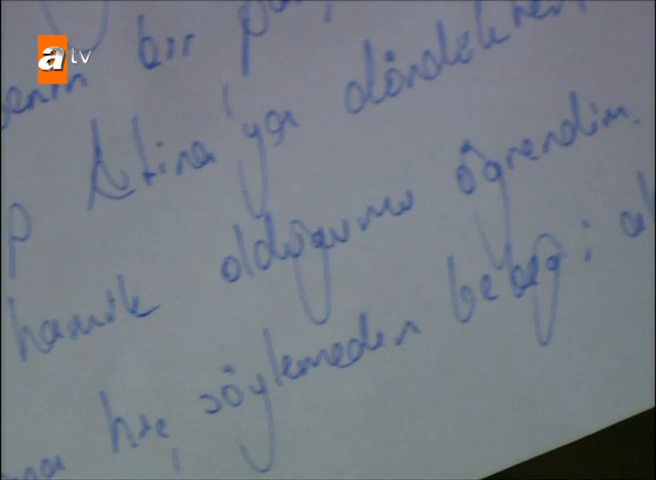 atv
benim bir
Atina'ya döndükten
hamile olduğumu öğrendim.
hiç söylemeden bebeği